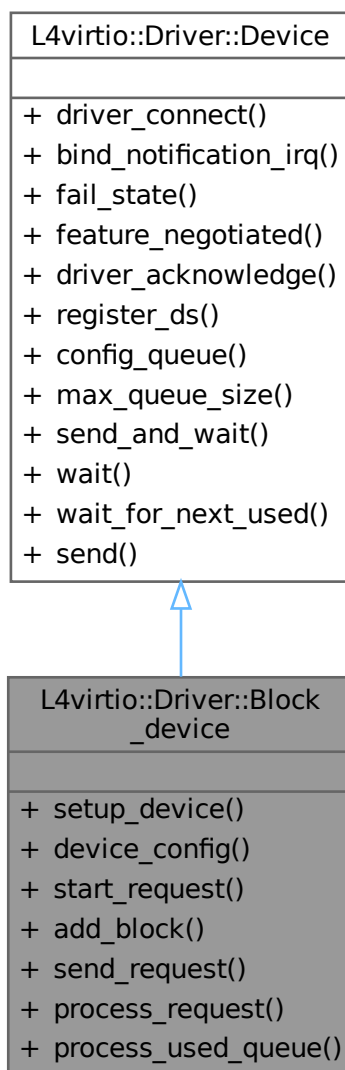 L4virtio::Driver::Device
+ driver_connect()
+ bind_notification_irq()
+ fail_state()
+ feature_negotiated()
+ driver_acknowledge()
+ register_ds()
+ config_queue()
+ max_queue_size()
+ send_and_wait()
+ wait()
+ wait_for_next_used()
+ send()
L4virtio::Driver::Block
_device
+ setup_device()
+ device_config()
+ start_request()
+ add_block()
+ send_request()
+ process_request()
+ process_used_queue()